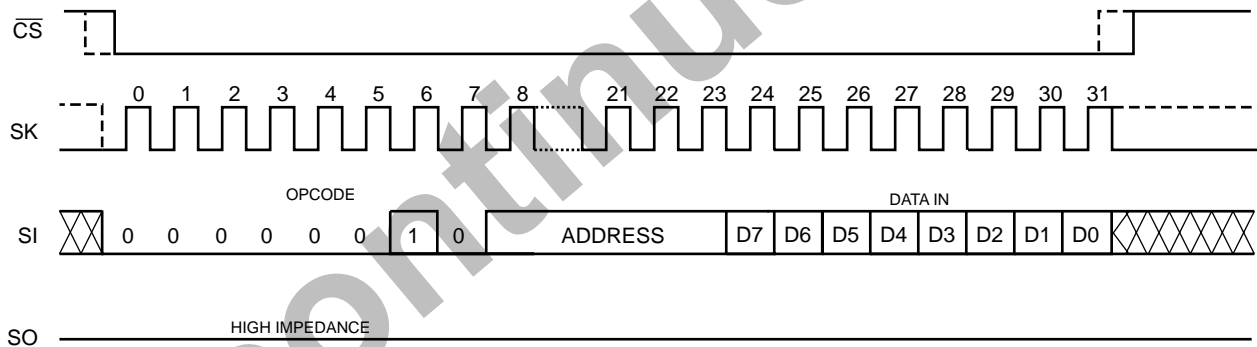 CS
0 1 2 3 4 5 6 7 8 21 22 23 24 25 26 27 28 29 30 31
SK
OPCODE DATA IN
SI 0 0 0 0 0 0 1 0 ADDRESS D7 D6 D5 D4 D3 D2 D1 D0
HIGH IMPEDANCE
SO
continu